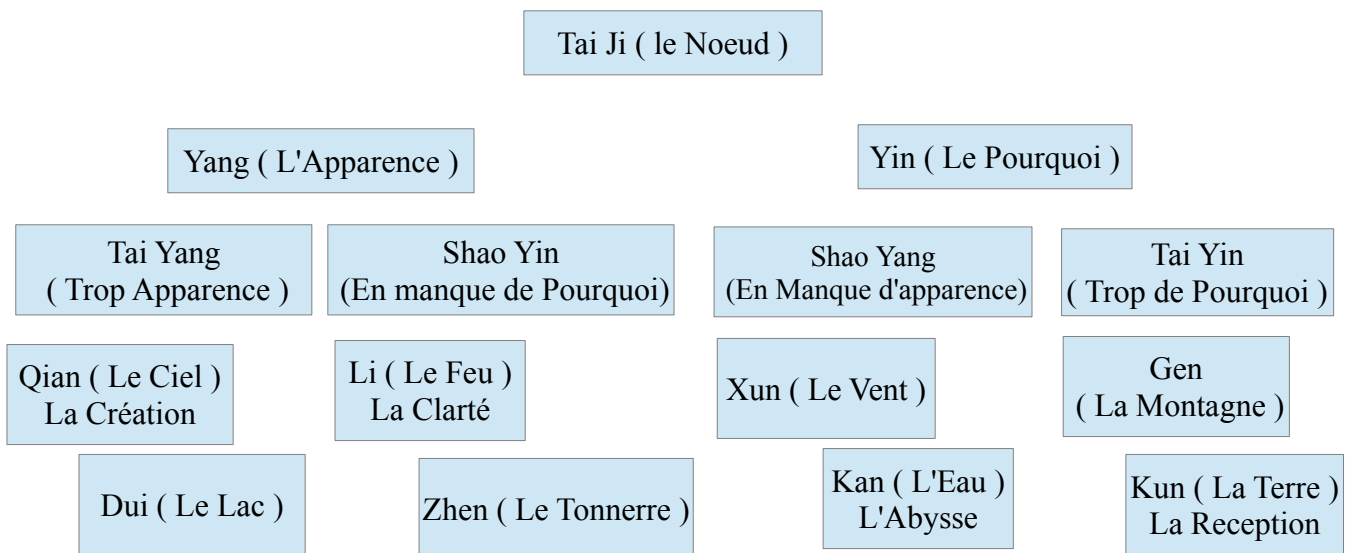 Tai Ji ( le Noeud )
Yang ( L'Apparence )
Yin ( Le Pourquoi )
Tai Yang
( Trop Apparence )
Shao Yin
(En manque de Pourquoi)
Shao Yang
(En Manque d'apparence)
Tai Yin
( Trop de Pourquoi )
Qian ( Le Ciel )
La Création
Li ( Le Feu )
La Clarté
Xun ( Le Vent )
Gen
( La Montagne )
Dui ( Le Lac )
Zhen ( Le Tonnerre )
Kan ( L'Eau )
L'Abysse
Kun ( La Terre )
La Reception